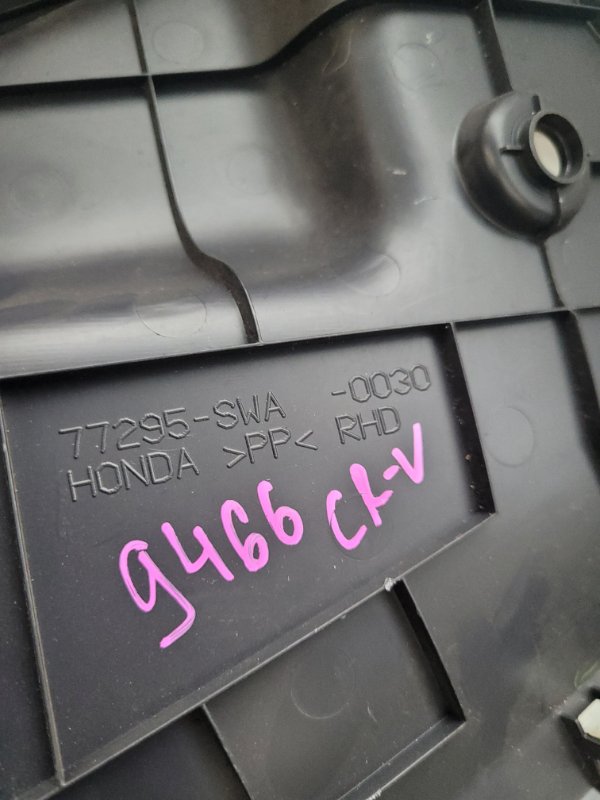 77295-SWA -0030
HONDA >PP< RHD
9466 CR-V